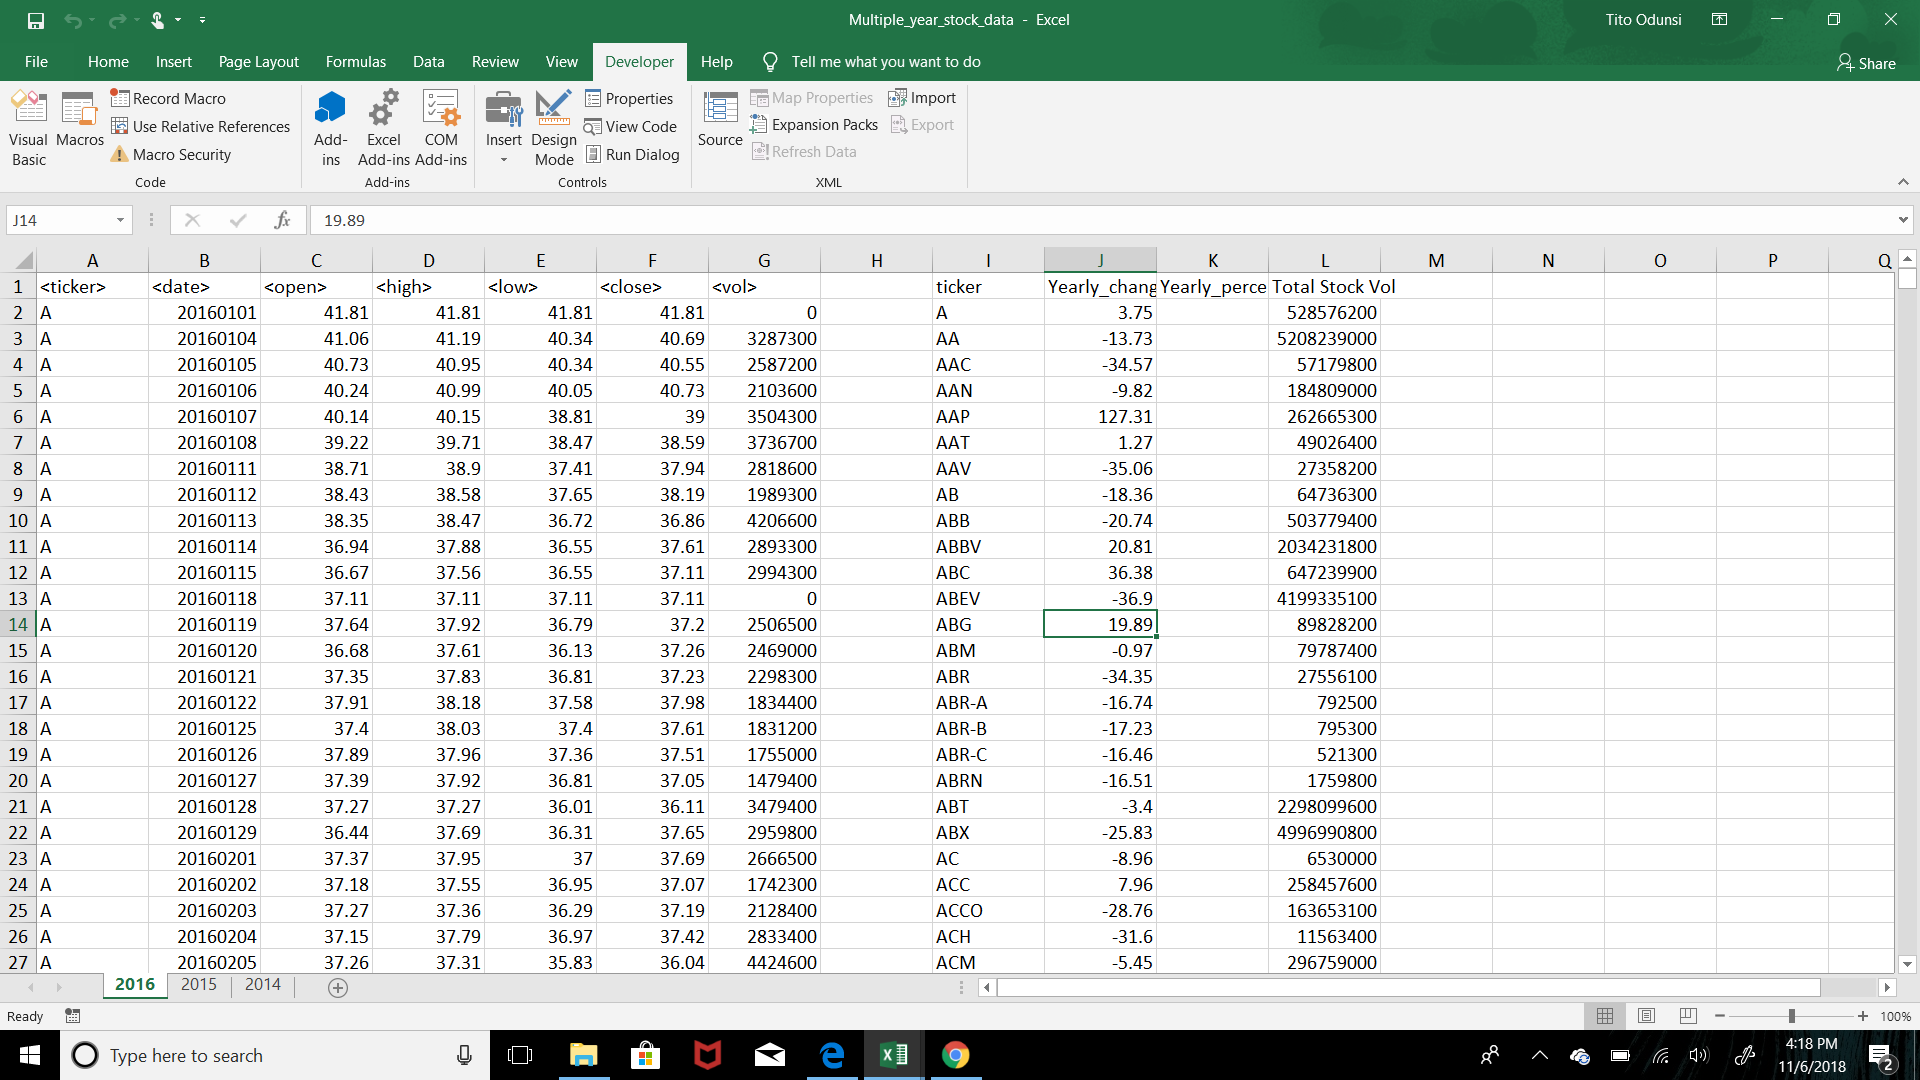 Multiple_year_stock_data - Excel
Tito Odunsi
File Home Insert Page Layout Formulas Data Review View Developer Help Tell me what you want to do Share
Visual Basic
Macros
Record Macro
Use Relative References
Macro Security
Code
Add-ins
Excel Add-ins
COM Add-ins
Add-ins
Insert
Design Mode
Properties
View Code
Run Dialog
Controls
Source
Map Properties
Expansion Packs
Refresh Data
Import
Export
XML
J14 fx 19.89
A B C D E F G H I J K L M N O P Q
1 <ticker> <date> <open> <high> <low> <close> <vol> ticker Yearly_chang Yearly_perce Total Stock Vol
2 A 20160101 41.81 41.81 41.81 41.81 0 A 3.75 528576200
3 A 20160104 41.06 41.19 40.34 40.69 3287300 AA -13.73 5208239000
4 A 20160105 40.73 40.95 40.34 40.55 2587200 AAC -34.57 57179800
5 A 20160106 40.24 40.99 40.05 40.73 2103600 AAN -9.82 184809000
6 A 20160107 40.14 40.15 38.81 39 3504300 AAP 127.31 262665300
7 A 20160108 39.22 39.71 38.47 38.59 3736700 AAT 1.27 49026400
8 A 20160111 38.71 38.9 37.41 37.94 2818600 AAV -35.06 27358200
9 A 20160112 38.43 38.58 37.65 38.19 1989300 AB -18.36 64736300
10 A 20160113 38.35 38.47 36.72 36.86 4206600 ABB -20.74 503779400
11 A 20160114 36.94 37.88 36.55 37.61 2893300 ABBV 20.81 2034231800
12 A 20160115 36.67 37.56 36.55 37.11 2994300 ABC 36.38 647239900
13 A 20160118 37.11 37.11 37.11 37.11 0 ABEV -36.9 4199335100
14 A 20160119 37.64 37.92 36.79 37.2 2506500 ABG 19.89 89828200
15 A 20160120 36.68 37.61 36.13 37.26 2469000 ABM -0.97 79787400
16 A 20160121 37.35 37.83 36.81 37.23 2298300 ABR -34.35 27556100
17 A 20160122 37.91 38.18 37.58 37.98 1834400 ABR-A -16.74 792500
18 A 20160125 37.4 38.03 37.4 37.61 1831200 ABR-B -17.23 795300
19 A 20160126 37.89 37.96 37.36 37.51 1755000 ABR-C -16.46 521300
20 A 20160127 37.39 37.92 36.81 37.05 1479400 ABRN -16.51 1759800
21 A 20160128 37.27 37.27 36.01 36.11 3479400 ABT -3.4 2298099600
22 A 20160129 36.44 37.69 36.31 37.65 2959800 ABX -25.83 4996990800
23 A 20160201 37.37 37.95 37 37.69 2666500 AC -8.96 6530000
24 A 20160202 37.18 37.55 36.95 37.07 1742300 ACC 7.96 258457600
25 A 20160203 37.27 37.36 36.29 37.19 2128400 ACCO -28.76 163653100
26 A 20160204 37.15 37.79 36.97 37.42 2833400 ACH -31.6 11563400
27 A 20160205 37.26 37.31 35.83 36.04 4424600 ACM -5.45 296759000
2016 2015 2014
Ready 100%
Type here to search
4:18 PM
11/6/2018
2